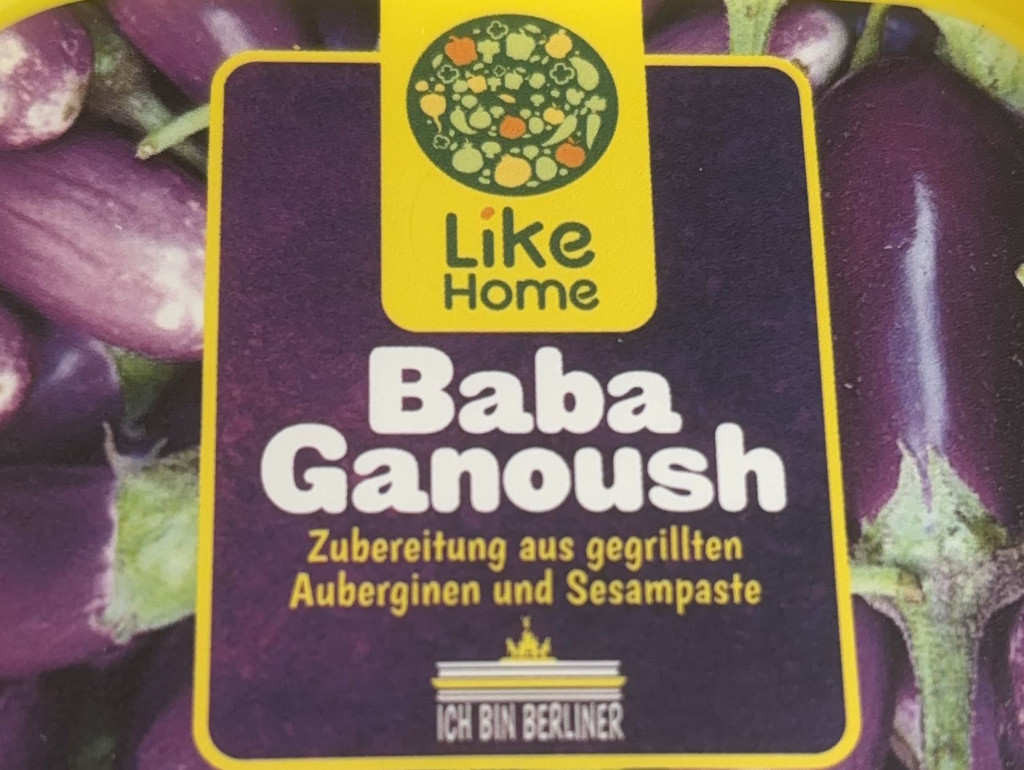 Like
Home
Baba
Ganoush
Zubereitung aus gegrillten
Auberginen und Sesampaste
ICH BIN BERLINER